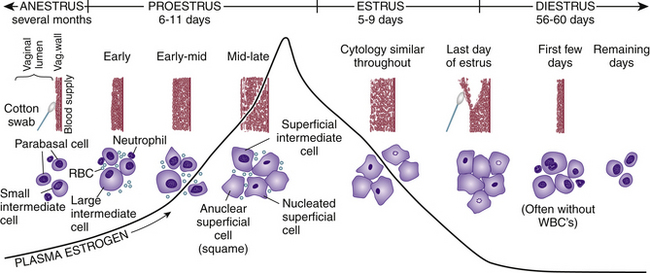 ANESTRUS
several months
PROESTRUS
6-11 days
ESTRUS
5-9 days
DIESTRUS
56-60 days
Vaginal
lumen
Vag.wall
Blood supply
Early
Early-mid
Mid-late
Cytology similar
throughout
Last day
of estrus
First few
days
Remaining
days
Cotton
swab
Parabasal cell
Neutrophil
RBC
Small
intermediate
cell
Large
intermediate
cell
Superficial
intermediate
cell
Anuclear
superficial
cell
(squame)
Nucleated
superficial
cell
(Often without
WBC's)
PLASMA ESTROGEN